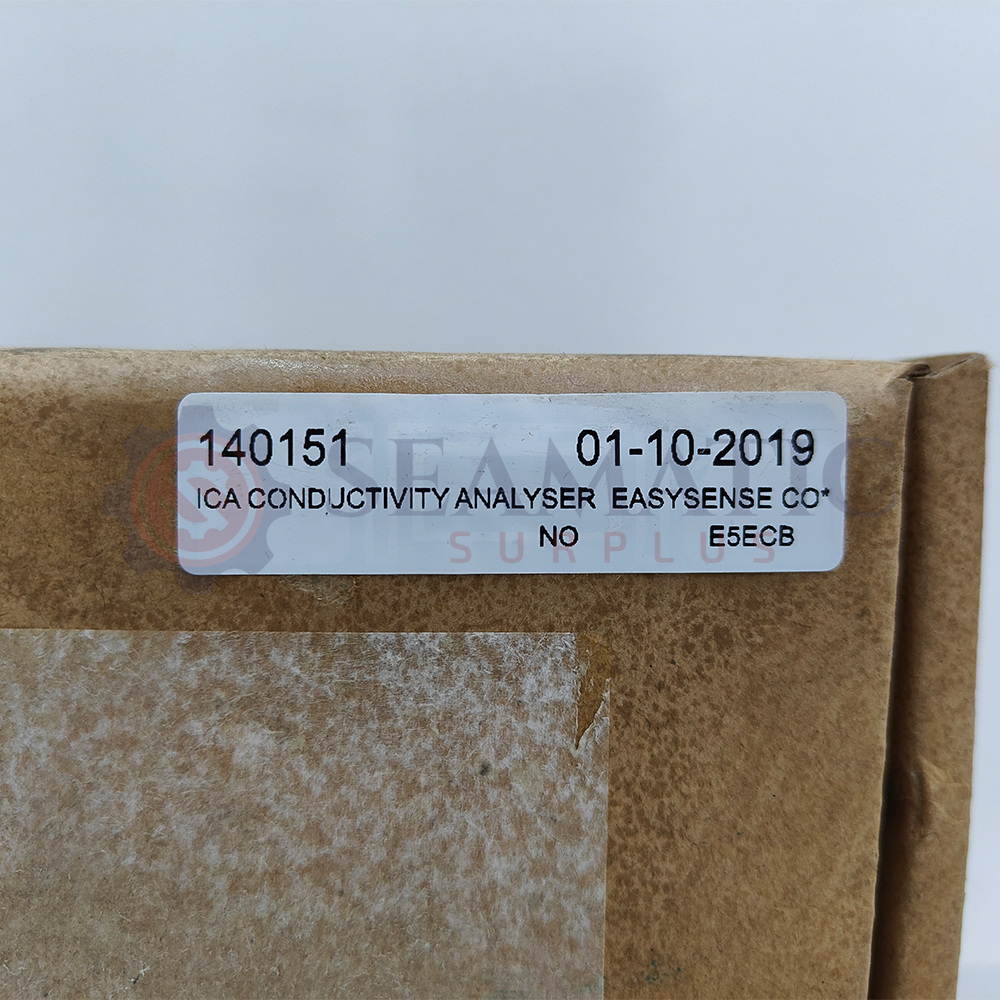 140151 01-10-2019
ICA CONDUCTIVITY ANALYSER EASYSENSE CO*
NO E5ECB
SEAMATIC
SURPLUS